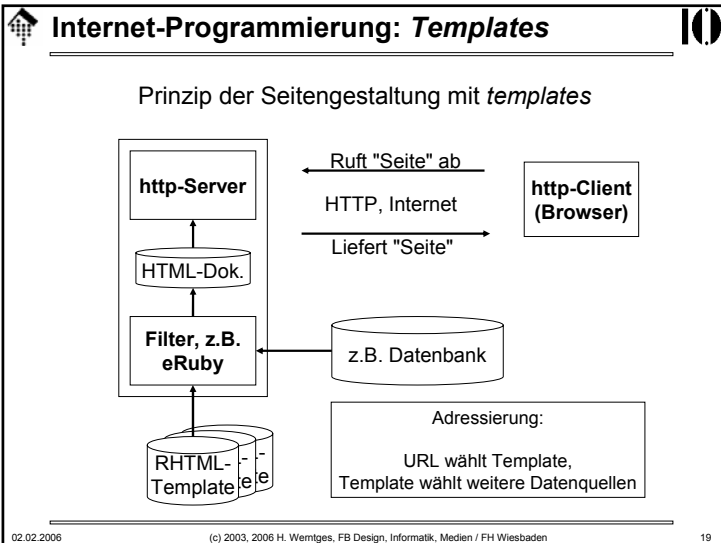 Internet-Programmierung: Templates
Prinzip der Seitengestaltung mit templates
http-Server
Ruft "Seite" ab
HTTP, Internet
Liefert "Seite"
http-Client
(Browser)
HTML-Dok.
Filter, z.B.
eRuby
z.B. Datenbank
RHTML-
Template
Adressierung:
URL wählt Template,
Template wählt weitere Datenquellen
02.02.2006
(c) 2003, 2006 H. Werntges, FB Design, Informatik, Medien / FH Wiesbaden
19